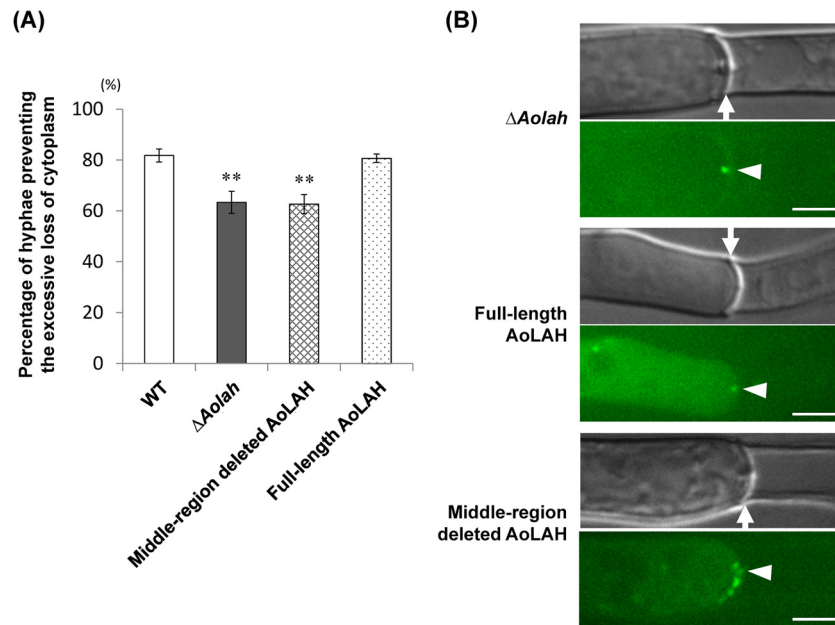 (A)
(%)
Percentage of hyphae preventing
the excessive loss of cytoplasm
100
80
60
40
20
0
**
**
WT
ΔAolah
Middle-region deleted AoLAH
Full-length AoLAH
(B)
ΔAolah
Full-length
AoLAH
Middle-region
deleted AoLAH